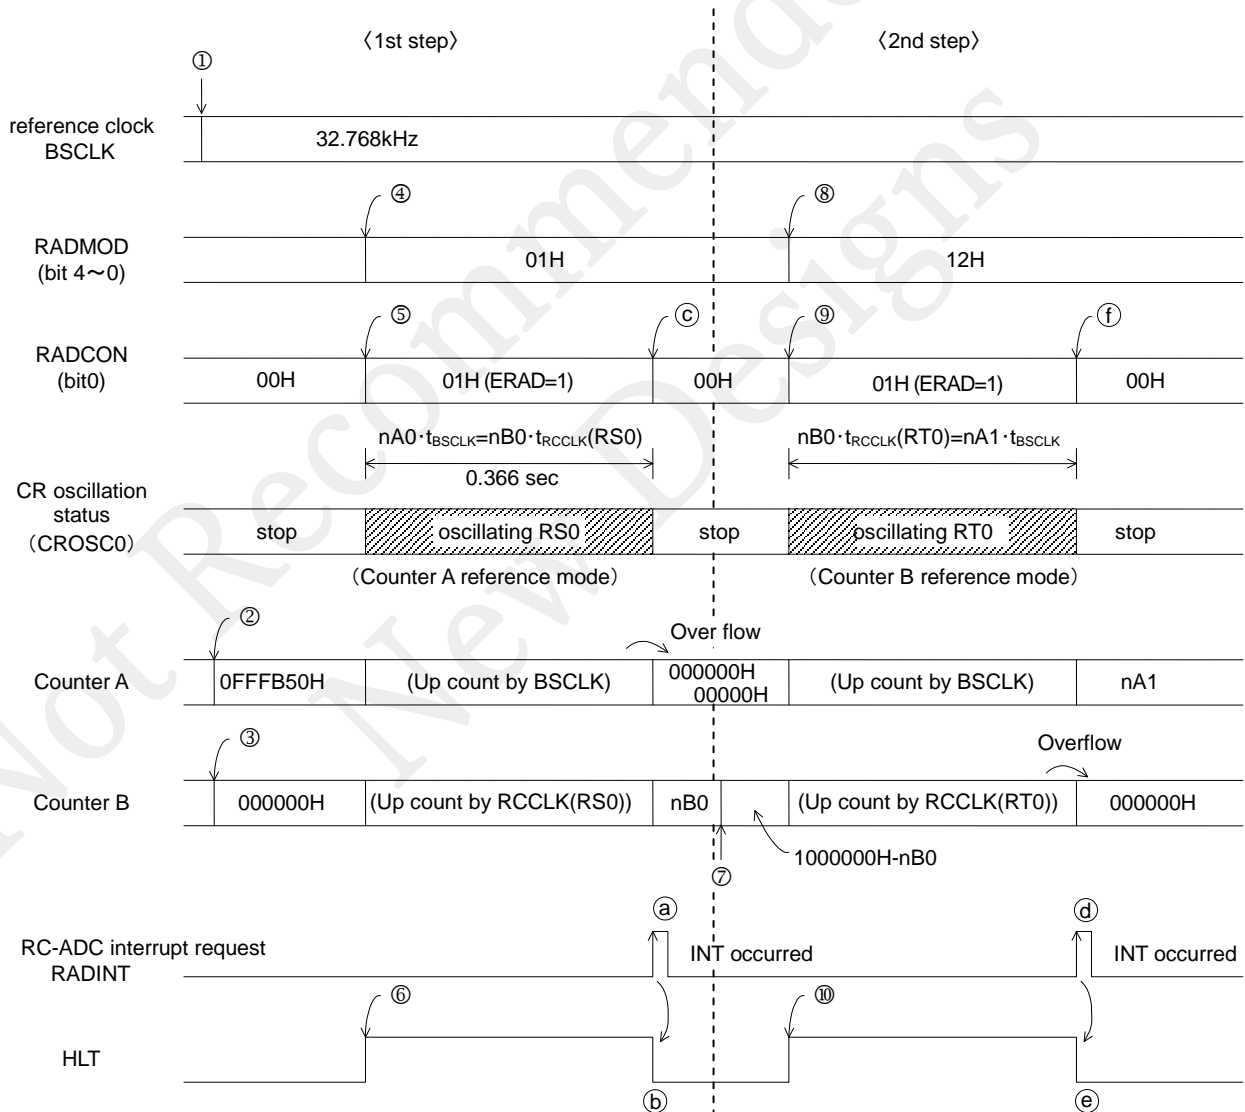 Not Recommended
New Designs
〈1st step〉
〈2nd step〉
①
reference clock
BSCLK
32.768kHz
④
⑧
RADMOD
(bit 4～0)
01H
12H
⑤
ⓒ
⑨
ⓕ
RADCON
(bit0)
00H
01H (ERAD=1)
00H
01H (ERAD=1)
00H
nA0·tBSCLK=nB0·tRCCLK(RS0)
nB0·tRCCLK(RT0)=nA1·tBSCLK
0.366 sec
CR oscillation
status
（CROSC0）
stop
oscillating RS0
stop
oscillating RT0
stop
（Counter A reference mode）
（Counter B reference mode）
②
Over flow
Counter A
0FFFB50H
(Up count by BSCLK)
000000H
00000H
(Up count by BSCLK)
nA1
③
Overflow
Counter B
000000H
(Up count by RCCLK(RS0))
nB0
(Up count by RCCLK(RT0))
000000H
1000000H-nB0
⑦
ⓐ
ⓓ
RC-ADC interrupt request
RADINT
INT occurred
INT occurred
⑥
⑩
HLT
ⓑ
ⓔ